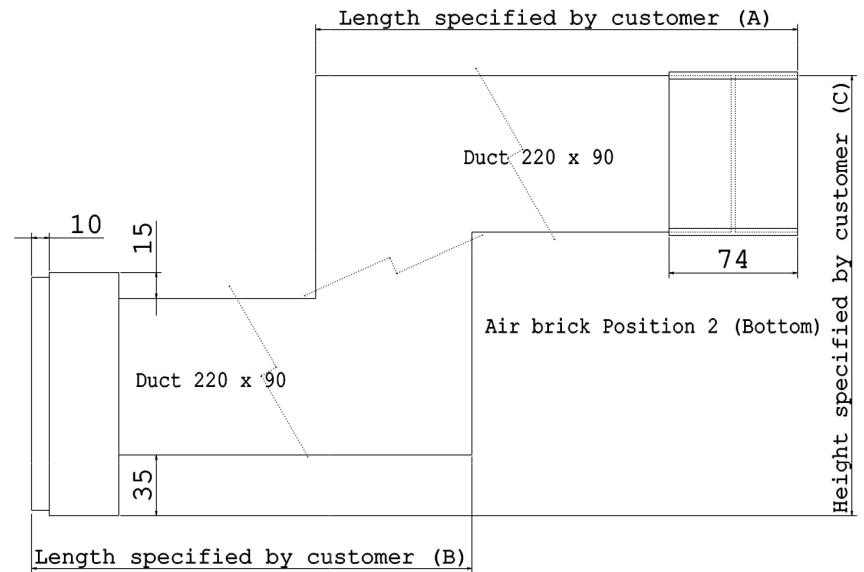 Length specified by customer (A)
Duct 220 x 90
10
15
74
Height specified by customer (C)
Air brick Position 2 (Bottom)
Duct 220 x 90
35
Length specified by customer (B)